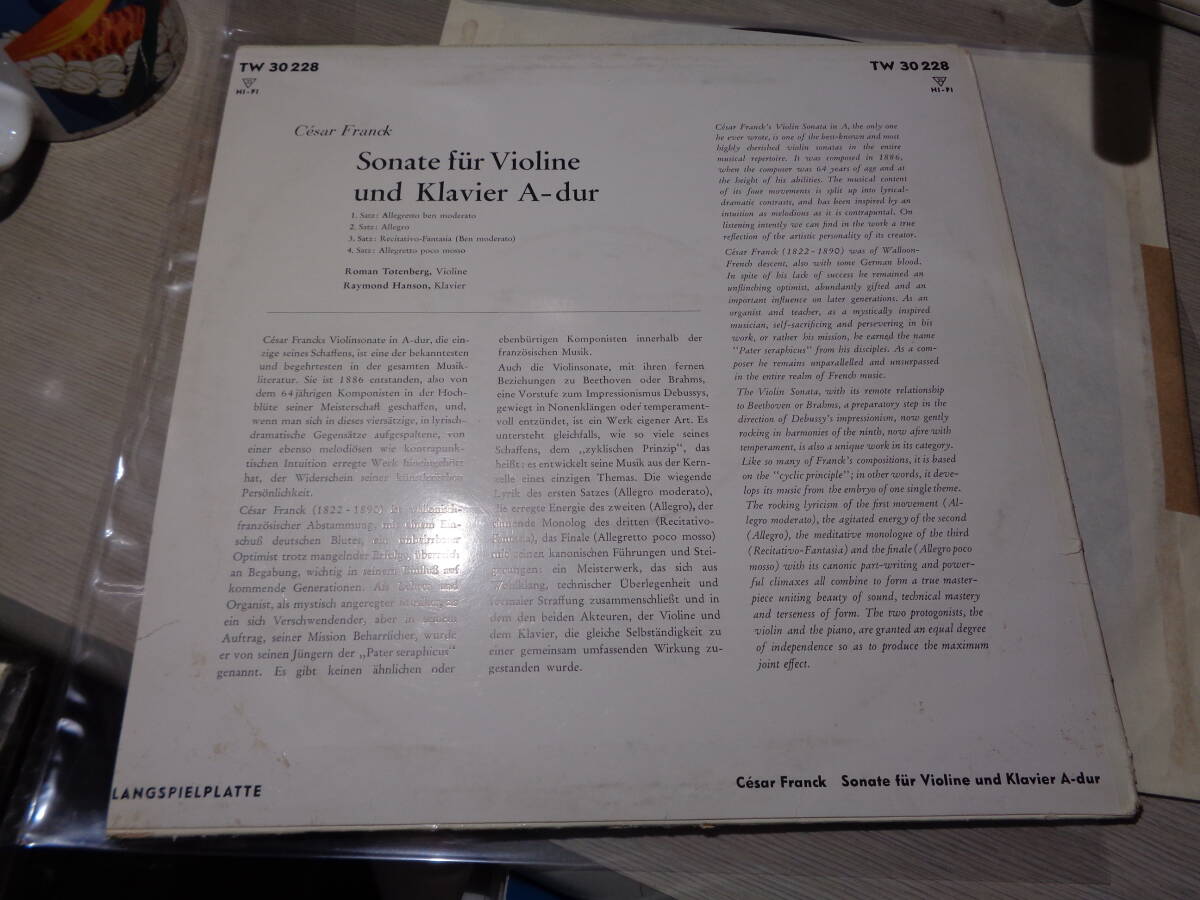 TW 30 228
HI-FI
TW 30 228
HI-FI
César Franck
Sonate für Violine
und Klavier A-dur
1. Satz: Allegretto ben moderato
2. Satz: Allegro
3. Satz: Recitativo-Fantasia (Ben moderato)
4. Satz: Allegretto poco mosso
Roman Totenberg, Violine
Raymond Hanson, Klavier
César Francks Violinsonate in A-dur, die ein-
zige seines Schaffens, ist eine der bekanntesten
und begehrtesten in der gesamten Musik-
literatur. Sie ist 1886 entstanden, also von
dem 64jährigen Komponisten in der Hoch-
blüte seiner Meisterschaft geschaffen, und,
wenn man sich in dieses viersätzige, in lyrisch-
dramatische Gegensätze aufgespaltene, von
einer ebenso melodiösen wie kontrapunk-
tischen Intuition erregte Werk hineingehört
hat, der Widerschein seiner künstlerischen
Persönlichkeit.
César Franck (1822-1890) ist wallonisch-
französischer Abstammung, mit einem Ein-
schuß deutschen Blutes, ein unbeirrbarer
Optimist trotz mangelnder Erfolge, überreich
an Begabung, wichtig in seinem Einfluß auf
kommende Generationen. Als Lehrer und
Organist, als mystisch angeregter Musiker, als
ein sich Verschwendender, aber in seinem
Auftrag, seiner Mission Beharrlicher, wurde
er von seinen Jüngern der „Pater seraphicus"
genannt. Es gibt keinen ähnlichen oder
ebenbürtigen Komponisten innerhalb der
französischen Musik.
Auch die Violinsonate, mit ihren fernen
Beziehungen zu Beethoven oder Brahms,
eine Vorstufe zum Impressionismus Debussys,
gewiegt in Nonenklängen oder temperament-
voll entzündet, ist ein Werk eigener Art. Es
untersteht gleichfalls, wie so viele seines
Schaffens, dem „zyklischen Prinzip", das
heißt: es entwickelt seine Musik aus der Kern-
zelle eines einzigen Themas. Die wiegende
Lyrik des ersten Satzes (Allegro moderato),
die erregte Energie des zweiten (Allegro), der
sinnende Monolog des dritten (Recitativo-
Fantasia), das Finale (Allegretto poco mosso)
mit seinen kanonischen Führungen und Stei-
gerungen: ein Meisterwerk, das sich aus
Wohlklang, technischer Überlegenheit und
formaler Straffung zusammenschließt und in
dem den beiden Akteuren, der Violine und
dem Klavier, die gleiche Selbständigkeit zu
einer gemeinsam umfassenden Wirkung zu-
gestanden wurde.
César Franck's Violin Sonata in A, the only one
he ever wrote, is one of the best-known and most
highly cherished violin sonatas in the entire
musical repertoire. It was composed in 1886,
when the composer was 64 years of age and at
the height of his abilities. The musical content
of its four movements is split up into lyrical-
dramatic contrasts, and has been inspired by an
intuition as melodious as it is contrapuntal. On
listening intently we can find in the work a true
reflection of the artistic personality of its creator.
César Franck (1822-1890) was of Walloon-
French descent, also with some German blood.
In spite of his lack of success he remained an
unflinching optimist, abundantly gifted and an
important influence on later generations. As an
organist and teacher, as a mystically inspired
musician, self-sacrificing and persevering in his
work, or rather his mission, he earned the name
"Pater seraphicus" from his disciples. As a com-
poser he remains unparallelled and unsurpassed
in the entire realm of French music.
The Violin Sonata, with its remote relationship
to Beethoven or Brahms, a preparatory step in the
direction of Debussy's impressionism, now gently
rocking in harmonies of the ninth, now afire with
temperament, is also a unique work in its category.
Like so many of Franck's compositions, it is based
on the "cyclic principle"; in other words, it deve-
lops its music from the embryo of one single theme.
The rocking lyricism of the first movement (Al-
legro moderato), the agitated energy of the second
(Allegro), the meditative monologue of the third
(Recitativo-Fantasia) and the finale (Allegro poco
mosso) with its canonic part-writing and power-
ful climaxes all combine to form a true master-
piece uniting beauty of sound, technical mastery
and terseness of form. The two protogonists, the
violin and the piano, are granted an equal degree
of independence so as to produce the maximum
joint effect.
LANGSPIELPLATTE
César Franck Sonate für Violine und Klavier A-dur